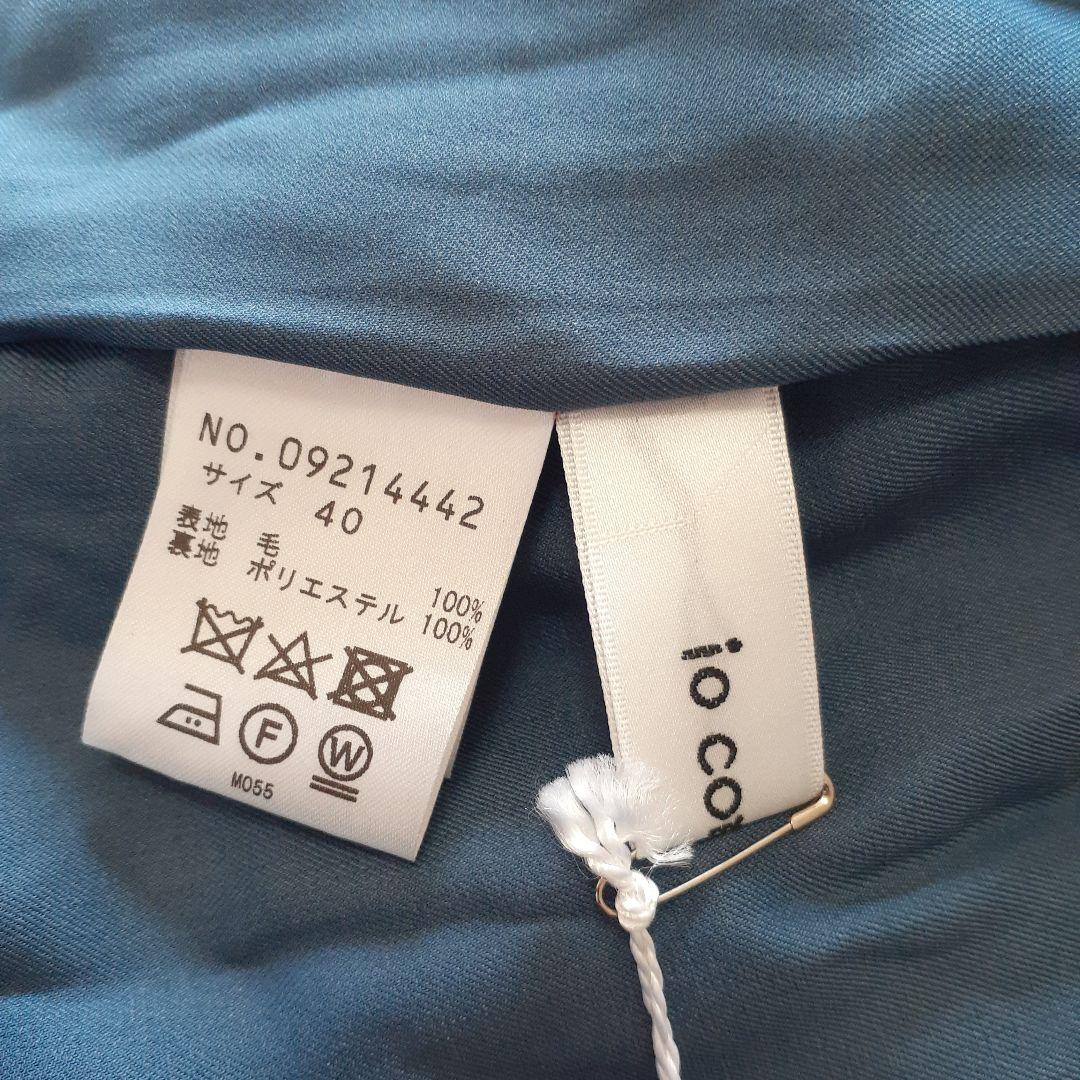 NO.09214442
サイズ 40
表地 毛 100%
裏地 ポリエステル 100%
F
W
M055
io co